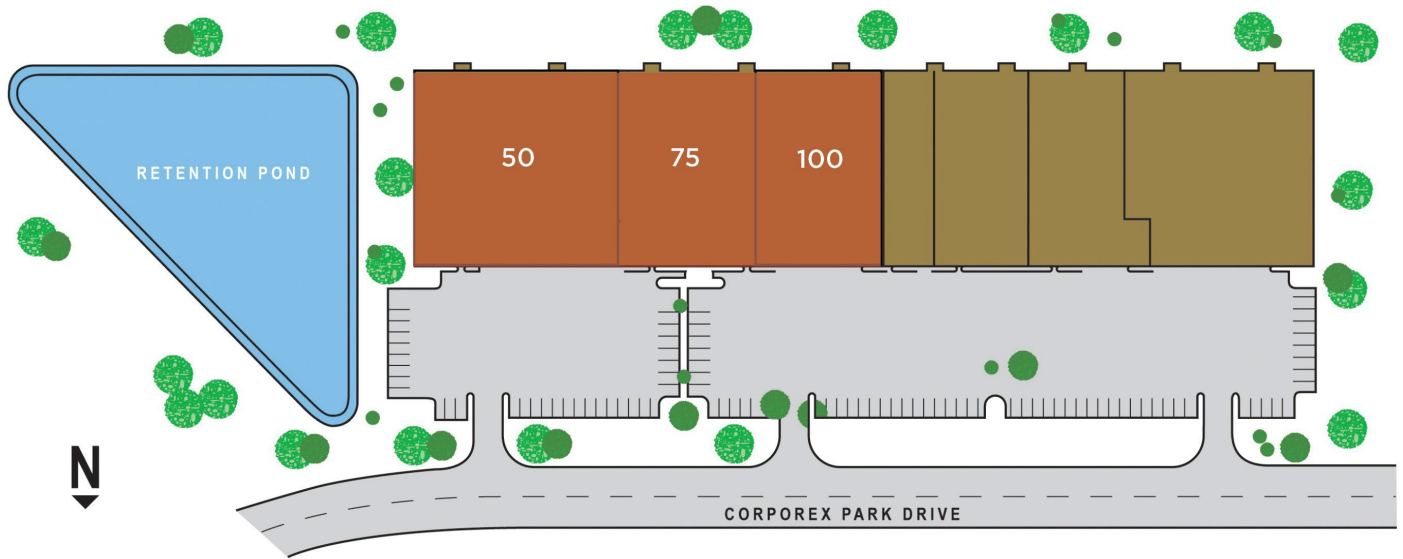 50
75
100
RETENTION POND
N
CORPOREX PARK DRIVE